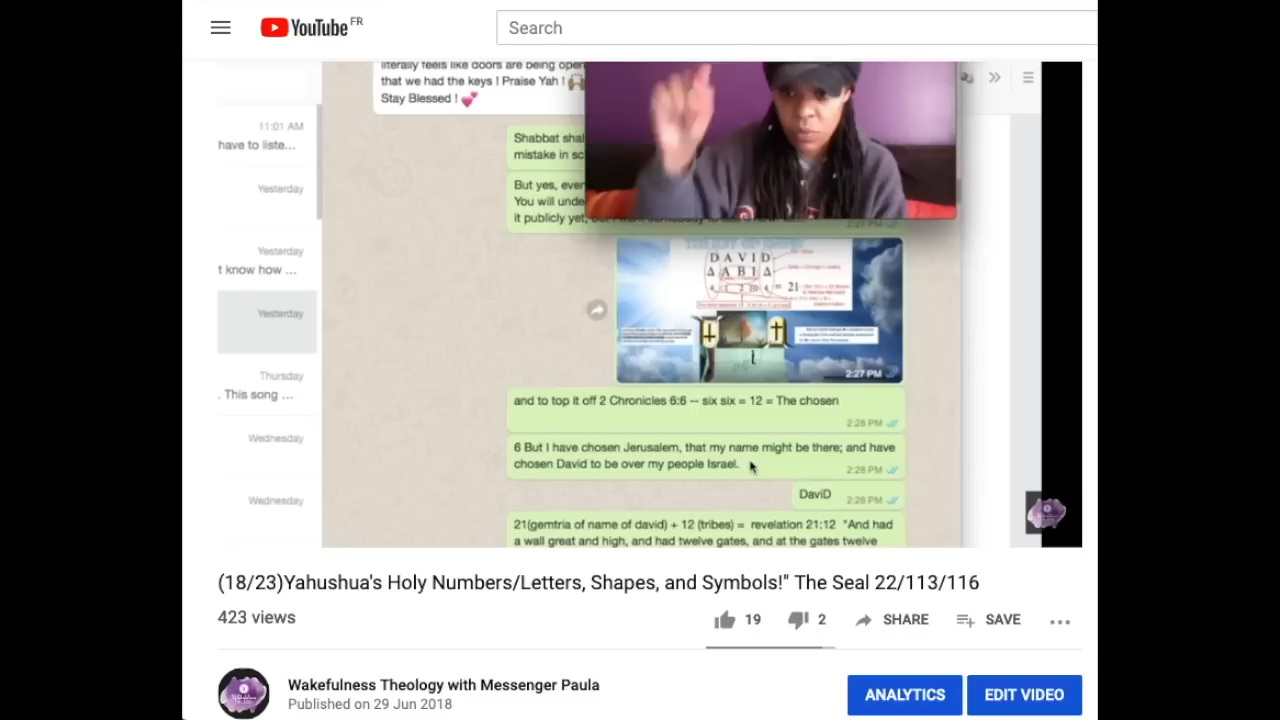 YouTube FR
Search
literally feels like doors are being open
that we had the keys ! Praise Yah !
Stay Blessed ! 💕
11:01 AM
have to liste...
Yesterday
Yesterday
t know how ...
Yesterday
Thursday
. This song ...
Wednesday
Wednesday
Shabbat shal
mistake in sc
But yes, ever
You will unde
it publicly yet,
D A V I D
Δ A B I Δ
= 21
2:27 PM
and to top it off 2 Chronicles 6:6 -- six six = 12 = The chosen
2:28 PM
6 But I have chosen Jerusalem, that my name might be there; and have
chosen David to be over my people Israel.
2:28 PM
DaviD
2:28 PM
21(gemtria of name of david) + 12 (tribes) = revelation 21:12 "And had
a wall great and high, and had twelve gates, and at the gates twelve
(18/23)Yahushua's Holy Numbers/Letters, Shapes, and Symbols!" The Seal 22/113/116
423 views
19
2
SHARE
SAVE
Wakefulness Theology with Messenger Paula
Published on 29 Jun 2018
ANALYTICS
EDIT VIDEO